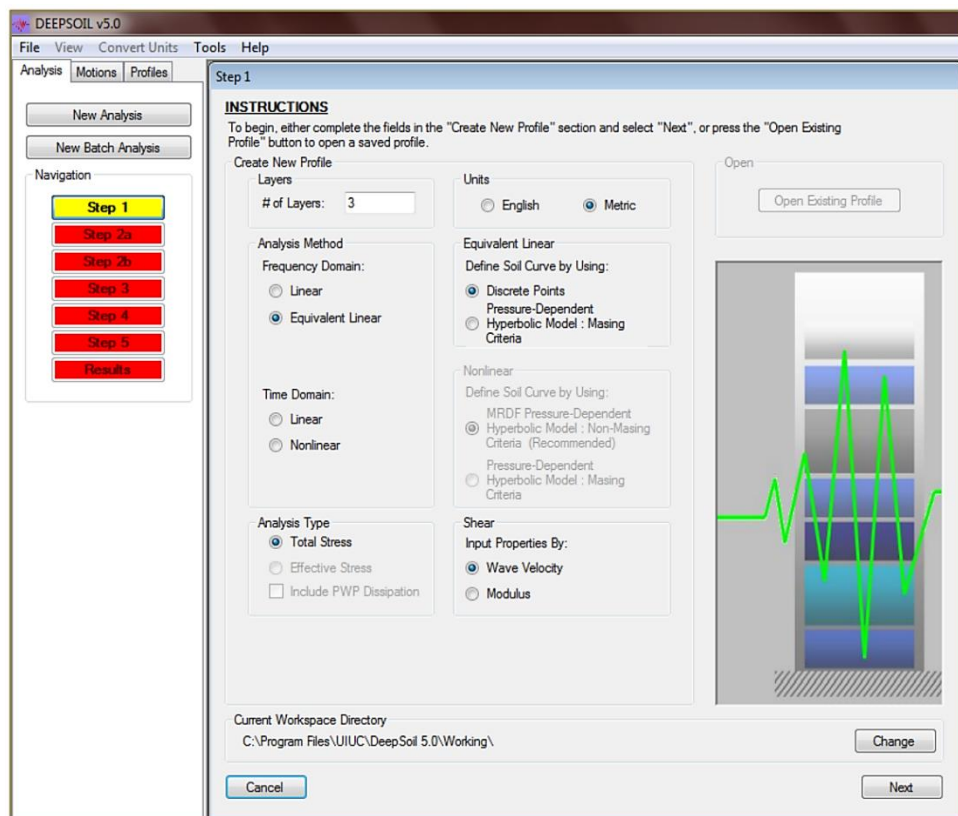 DEEPSOIL v5.0
File View Convert Units Tools Help
Analysis Motions Profiles
New Analysis
New Batch Analysis
Navigation
Step 1
Step 2a
Step 2b
Step 3
Step 4
Step 5
Results
Step 1
INSTRUCTIONS
To begin, either complete the fields in the "Create New Profile" section and select "Next", or press the "Open Existing
Profile" button to open a saved profile.
Create New Profile
Layers
# of Layers: 3
Units
English Metric
Analysis Method
Frequency Domain:
Linear
Equivalent Linear
Time Domain:
Linear
Nonlinear
Equivalent Linear
Define Soil Curve by Using:
Discrete Points
Pressure-Dependent
Hyperbolic Model : Masing
Criteria
Nonlinear
Define Soil Curve by Using:
MRDF Pressure-Dependent
Hyperbolic Model : Non-Masing
Criteria (Recommended)
Pressure-Dependent
Hyperbolic Model : Masing
Criteria
Analysis Type
Total Stress
Effective Stress
Include PWP Dissipation
Shear
Input Properties By:
Wave Velocity
Modulus
Open
Open Existing Profile
Current Workspace Directory
C:\Program Files\UIUC\DeepSoil 5.0\Working\
Change
Cancel
Next